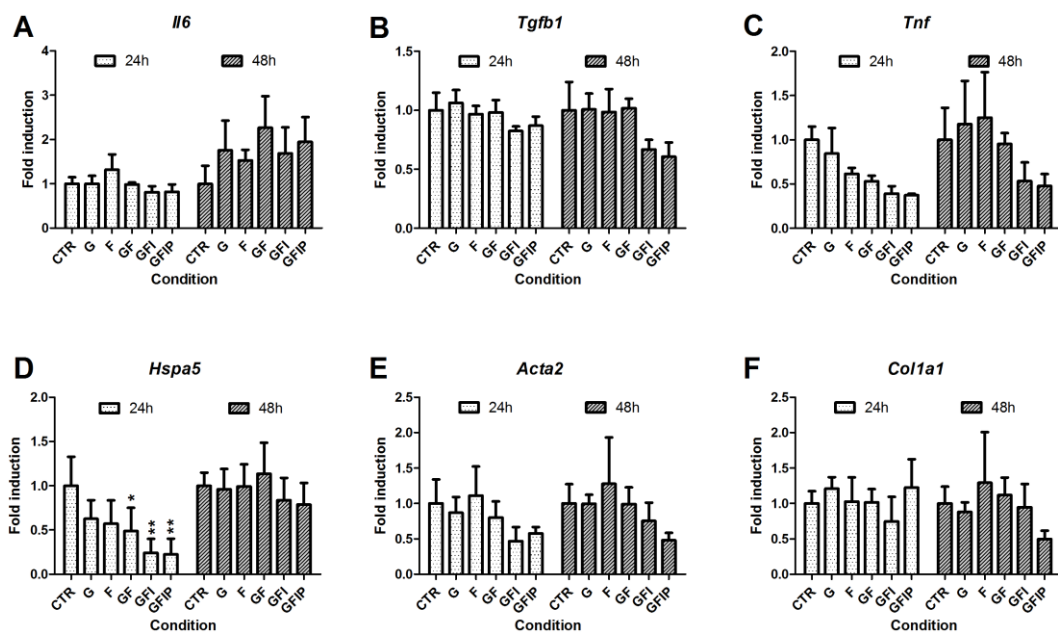 A
Il6
Fold induction
4
3
2
1
0
24h
48h
CTR G F GF GFI GFIP CTR G F GF GFI GFIP
Condition
B
Tgfb1
Fold induction
1.5
1.0
0.5
0.0
24h
48h
CTR G F GF GFI GFIP CTR G F GF GFI GFIP
Condition
C
Tnf
Fold induction
2.0
1.5
1.0
0.5
0.0
24h
48h
CTR G F GF GFI GFIP CTR G F GF GFI GFIP
Condition
D
Hspa5
Fold induction
2.0
1.5
1.0
0.5
0.0
24h
48h
* ** **
CTR G F GF GFI GFIP CTR G F GF GFI GFIP
Condition
E
Acta2
Fold induction
2.5
2.0
1.5
1.0
0.5
0.0
24h
48h
CTR G F GF GFI GFIP CTR G F GF GFI GFIP
Condition
F
Col1a1
Fold induction
2.5
2.0
1.5
1.0
0.5
0.0
24h
48h
CTR G F GF GFI GFIP CTR G F GF GFI GFIP
Condition